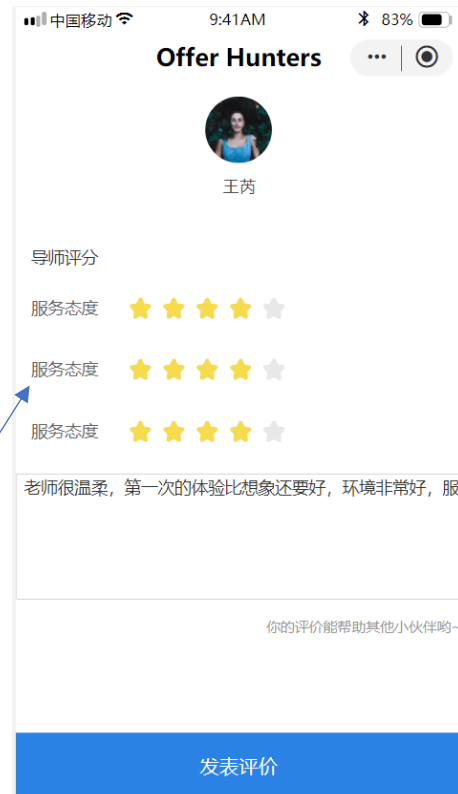 中国移动 9:41AM 83%
Offer Hunters
王芮
导师评分
服务态度
服务态度
服务态度
老师很温柔，第一次的体验比想象还要好，环境非常好，服
你的评价能帮助其他小伙伴哟~
发表评价